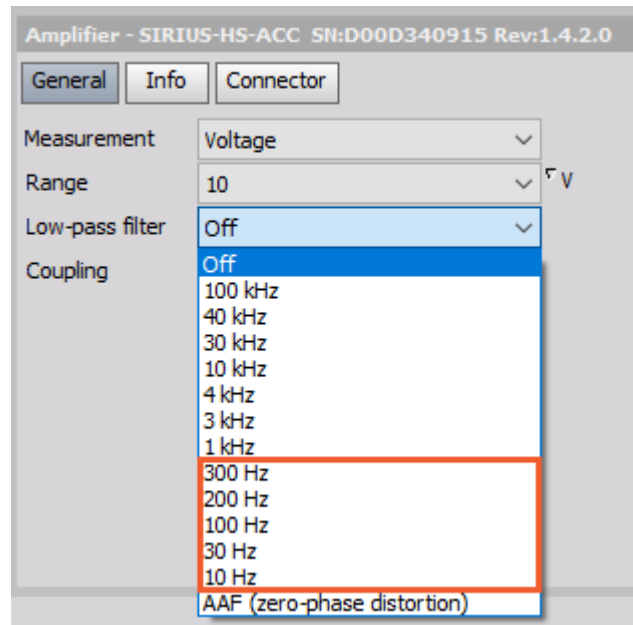 Amplifier - SIRIUS-HS-ACC SN:D00D340915 Rev:1.4.2.0
General Info Connector
Measurement Voltage
Range 10 V
Low-pass filter Off
Coupling Off
100 kHz
40 kHz
30 kHz
10 kHz
4 kHz
3 kHz
1 kHz
300 Hz
200 Hz
100 Hz
30 Hz
10 Hz
AAF (zero-phase distortion)